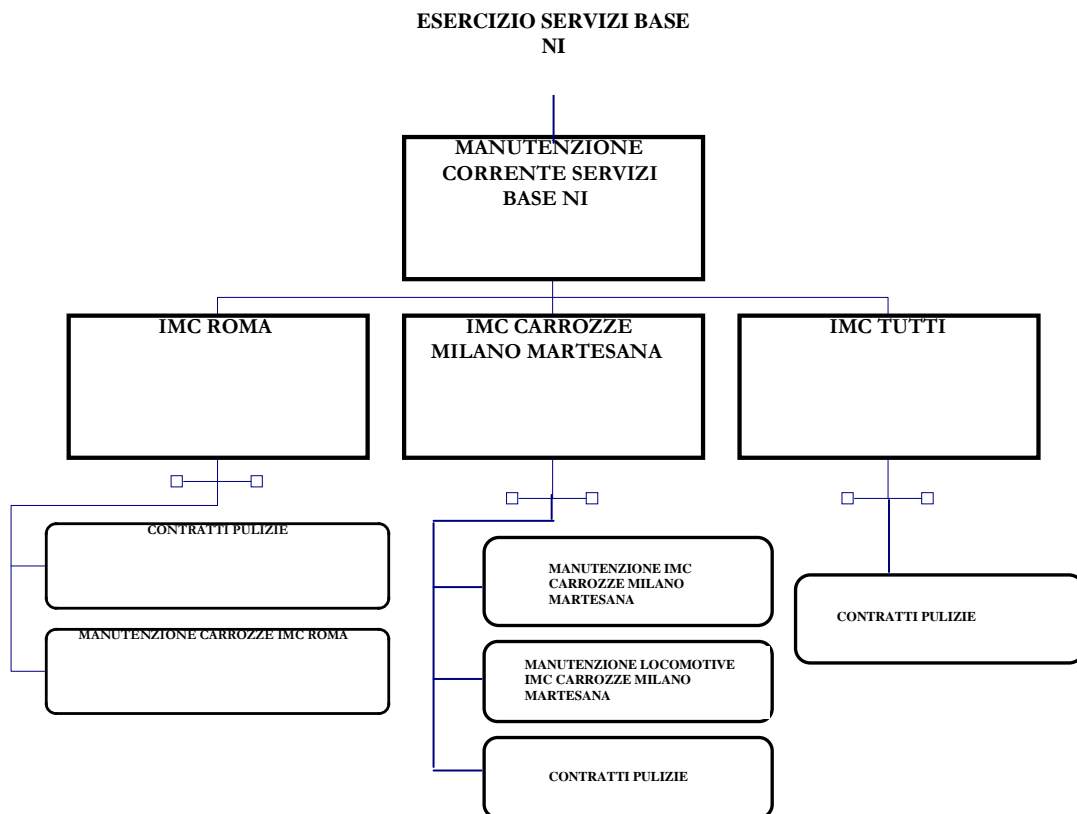 ESERCIZIO SERVIZI BASE
NI
MANUTENZIONE
CORRENTE SERVIZI
BASE NI
IMC ROMA
IMC CARROZZE
MILANO MARTESANA
IMC TUTTI
CONTRATTI PULIZIE
MANUTENZIONE CARROZZE IMC ROMA
MANUTENZIONE IMC
CARROZZE MILANO
MARTESANA
MANUTENZIONE LOCOMOTIVE
IMC CARROZZE MILANO
MARTESANA
CONTRATTI PULIZIE
CONTRATTI PULIZIE